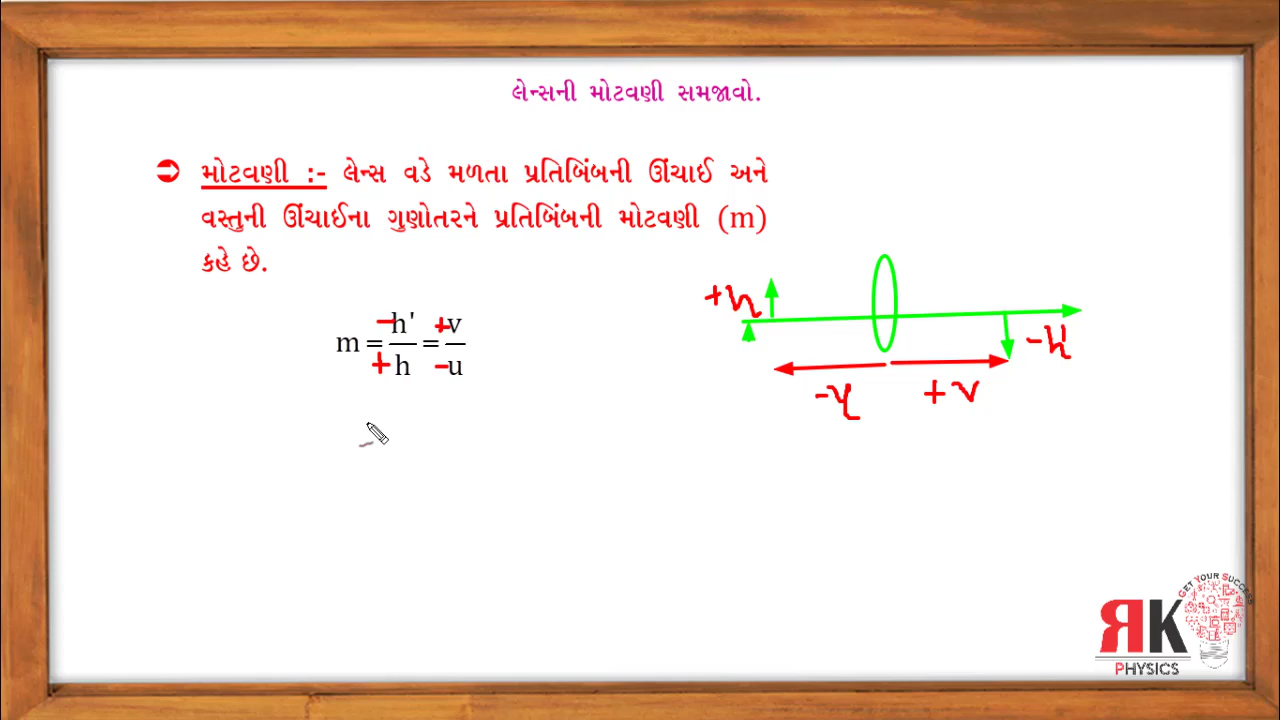 લેન્સની મોટવણી સમજાવો.
➲ મોટવણી :- લેન્સ વડે મળતા પ્રતિબિંબની ઊંચાઈ અને
વસ્તુની ઊંચાઈના ગુણોતરને પ્રતિબિંબની મોટવણી (m)
કહે છે.
m = -h'/+h = +v/-u
+h
-h'
-u
+v
GET YOUR SUCCESS
RK
PHYSICS